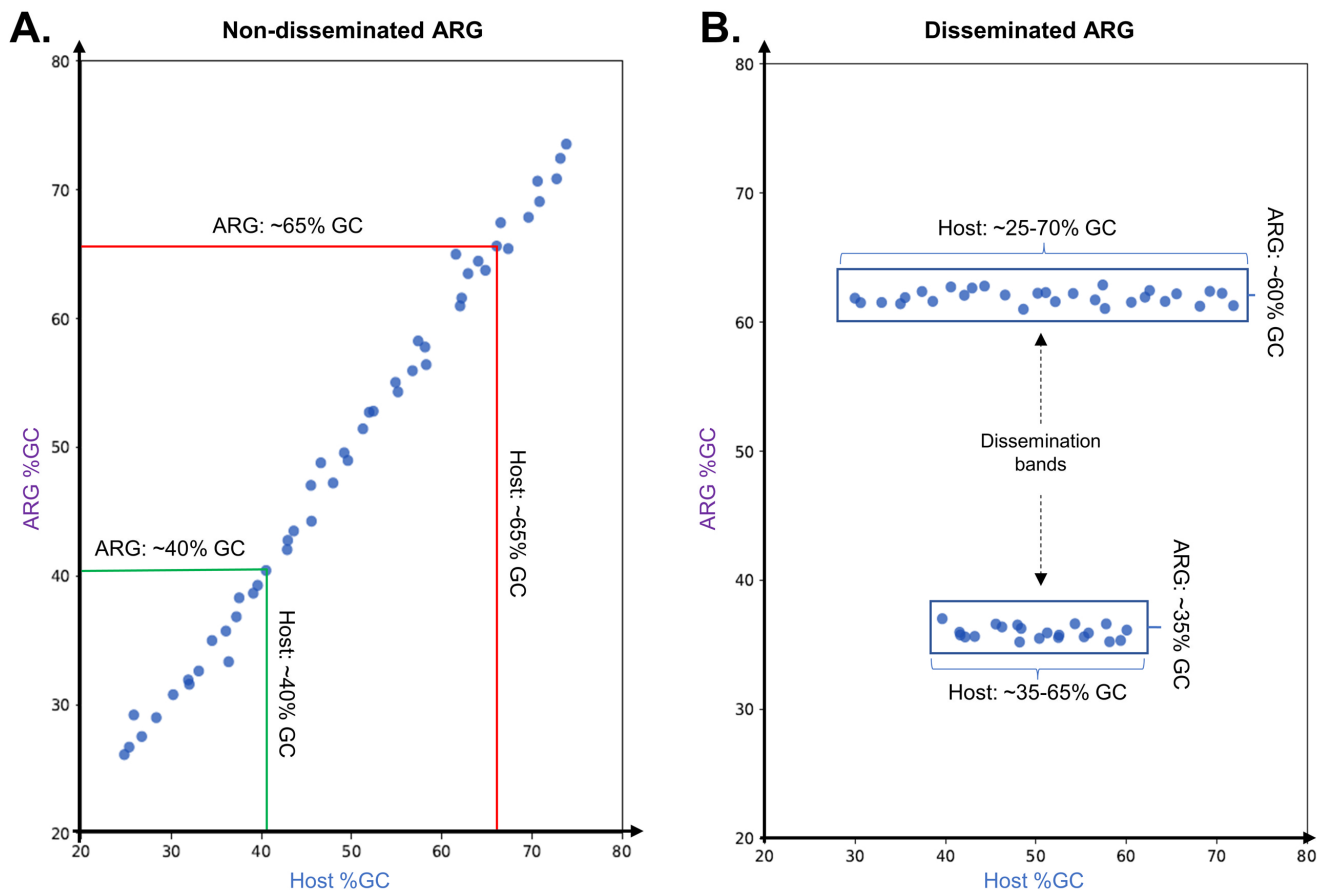 A.
Non-disseminated ARG
80
70
60
50
40
30
20
20
30
40
50
60
70
80
ARG %GC
Host %GC
ARG: ~65% GC
Host: ~65% GC
ARG: ~40% GC
Host: ~40% GC
B.
Disseminated ARG
80
70
60
50
40
30
20
20
30
40
50
60
70
80
ARG %GC
Host %GC
Host: ~25-70% GC
ARG: ~60% GC
Dissemination
bands
ARG: ~35% GC
Host: ~35-65% GC